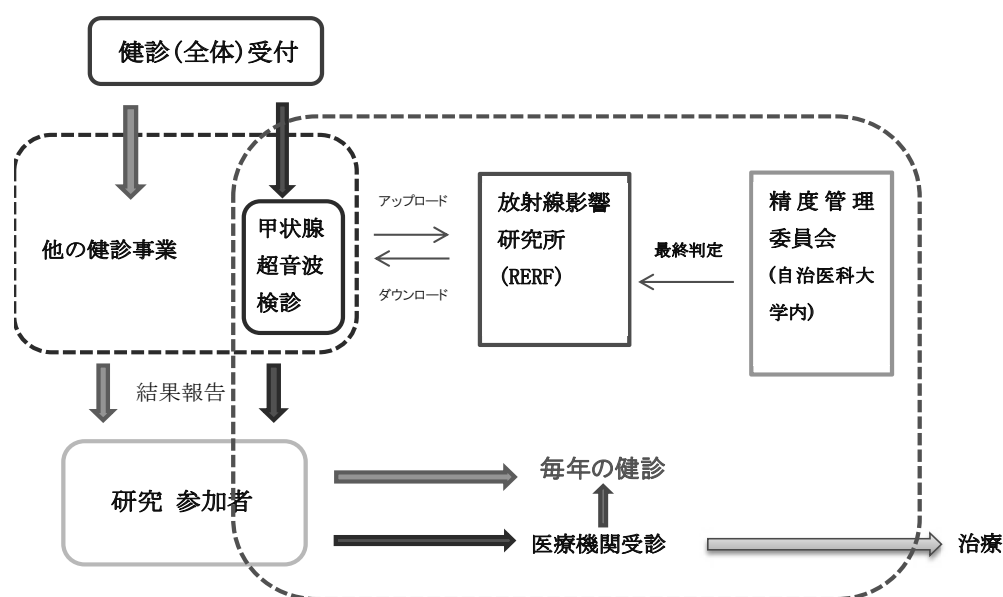 健診(全体)受付
他の健診事業
甲状腺
超音波
検診
アップロード
ダウンロード
放射線影響
研究所
(RERF)
最終判定
精度管理
委員会
(自治医科大
学内)
結果報告
研究 参加者
毎年の健診
医療機関受診
治療